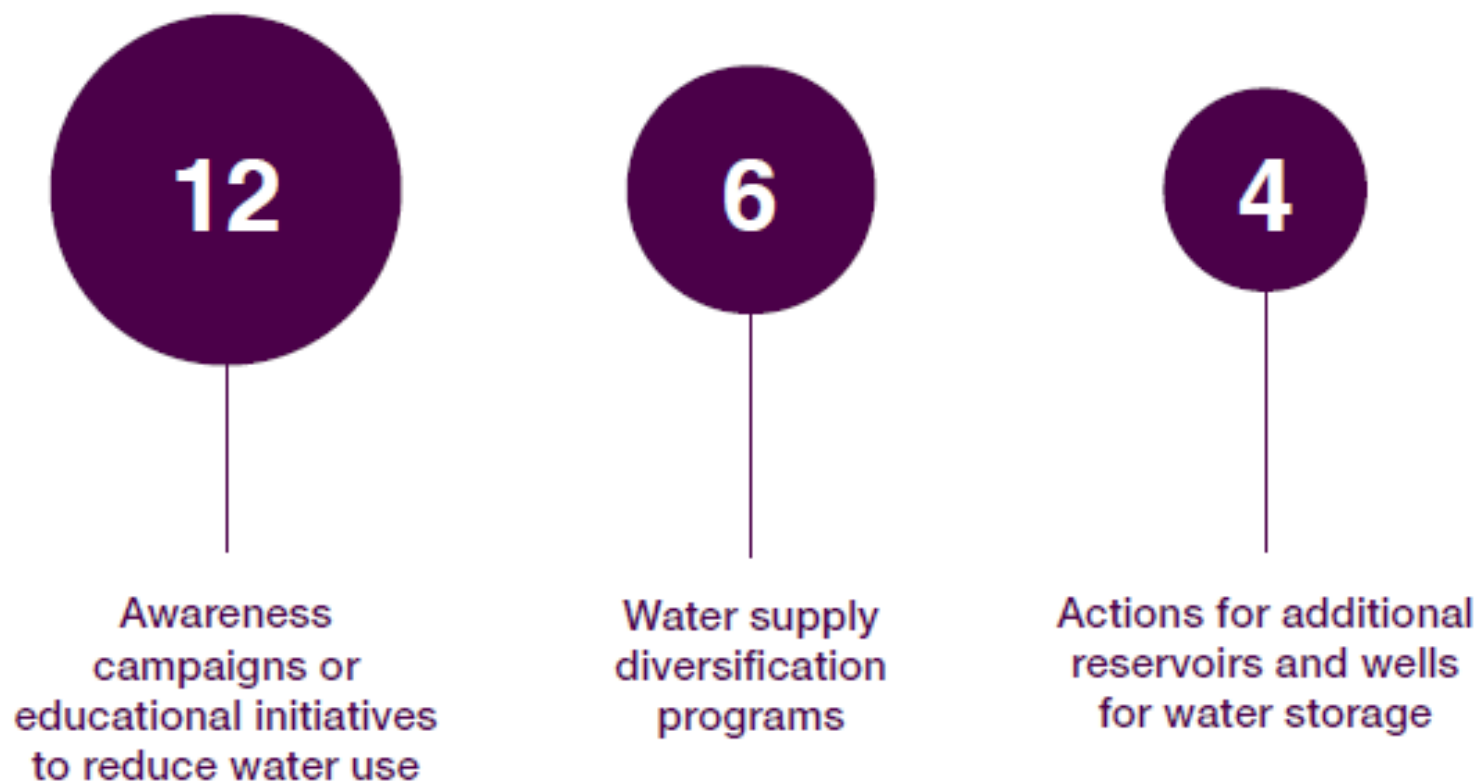 12
Awareness
campaigns or
educational initiatives
to reduce water use
6
Water supply
diversification
programs
4
Actions for additional
reservoirs and wells
for water storage